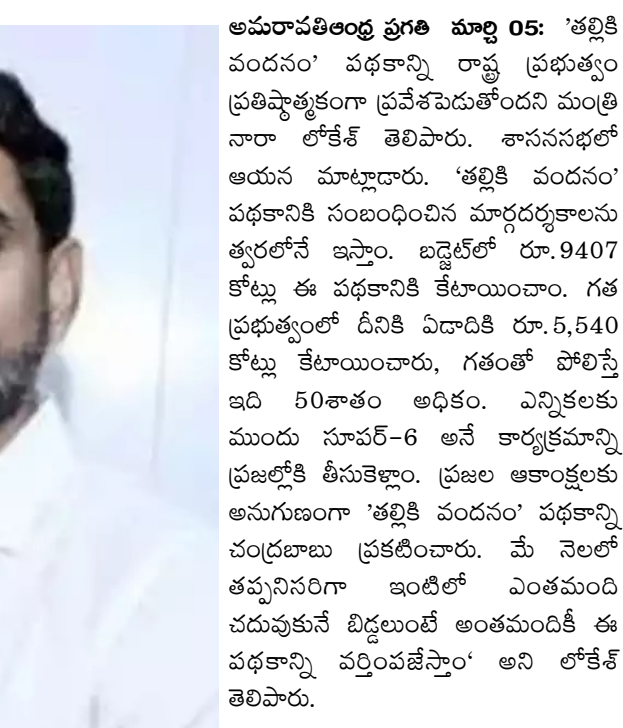 అమరావతిఆంధ్ర ప్రగతి మార్చి 05: ’తల్లికి
వందనం’ పథకాన్ని రాష్ట్ర ప్రభుత్వం
ప్రతిష్ఠాత్మకంగా ప్రవేశపెడుతోందని మంత్రి
నారా లోకేశ్ తెలిపారు. శాసనసభలో
ఆయన మాట్లాడారు. ‘తల్లికి వందనం’
పథకానికి సంబంధించిన మార్గదర్శకాలను
త్వరలోనే ఇస్తాం. బడ్జెట్‌లో రూ.9407
కోట్లు ఈ పథకానికి కేటాయించాం. గత
ప్రభుత్వంలో దీనికి ఏడాదికి రూ.5,540
కోట్లు కేటాయించారు, గతంతో పోలిస్తే
ఇది 50శాతం అధికం. ఎన్నికలకు
ముందు సూపర్-6 అనే కార్యక్రమాన్ని
ప్రజల్లోకి తీసుకెళ్లాం. ప్రజల ఆకాంక్షలకు
అనుగుణంగా ’తల్లికి వందనం’ పథకాన్ని
చంద్రబాబు ప్రకటించారు. మే నెలలో
తప్పనిసరిగా ఇంటిలో ఎంతమంది
చదువుకునే బిడ్డలుంటే అంతమందికీ ఈ
పథకాన్ని వర్తింపజేస్తాం‘ అని లోకేశ్
తెలిపారు.